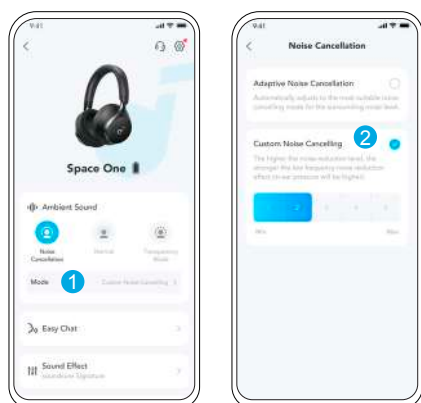 9:41
Space One
Ambient Sound
Noise Cancellation
Normal
Transparency Mode
Mode
1
Custom Noise Cancelling
Easy Chat
Sound Effect
soundcore Signature
9:41
Noise Cancellation
Adaptive Noise Cancellation
Automatically adjusts to the most suitable noise
cancelling mode for the surrounding noise level.
Custom Noise Cancelling
2
The higher the noise reduction level, the
stronger the low frequency noise reduction
effect
pressure will be
2
3
4
5
Min
Max